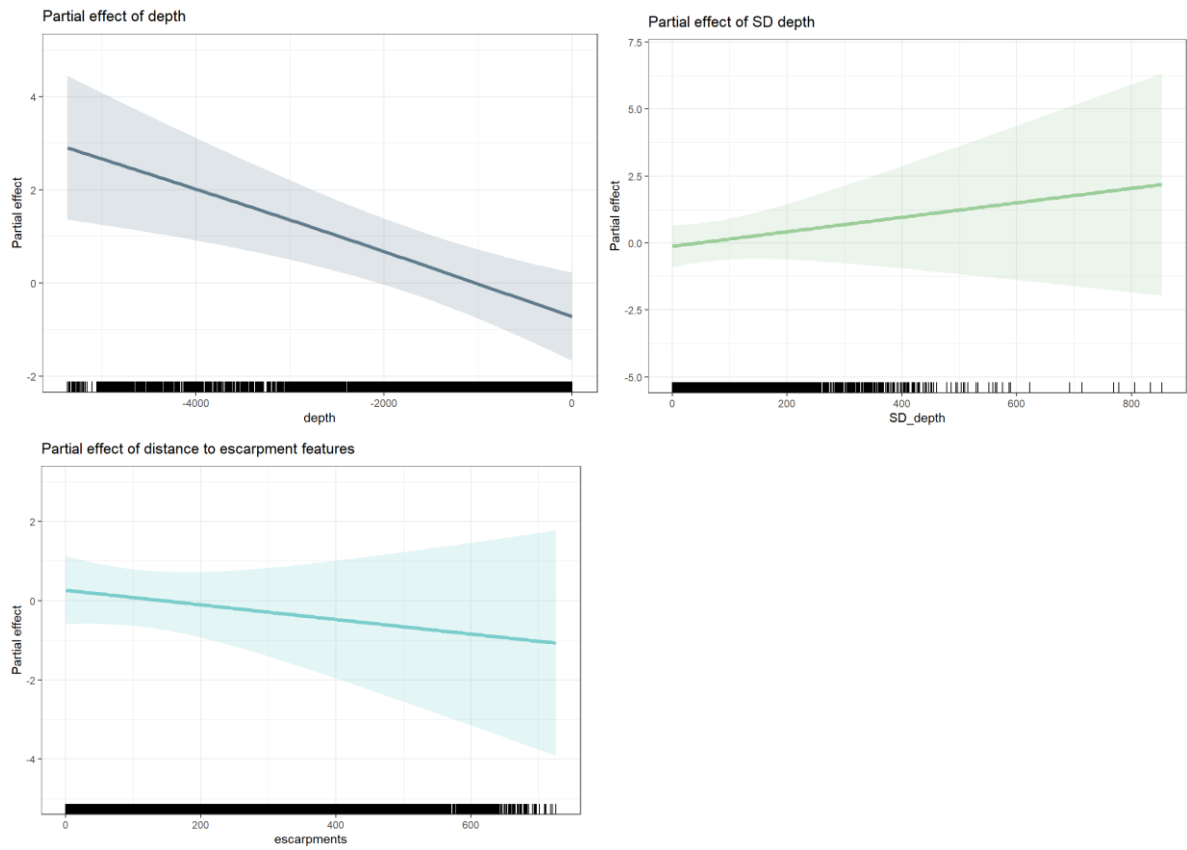 Partial effect of depth
4
2
0
-2
Partial effect
-4000
-2000
0
depth
Partial effect of SD depth
7.5
5.0
2.5
0.0
-2.5
-5.0
Partial effect
0
200
400
600
800
SD_depth
Partial effect of distance to escarpment features
2
0
-2
-4
Partial effect
0
200
400
600
escarpments